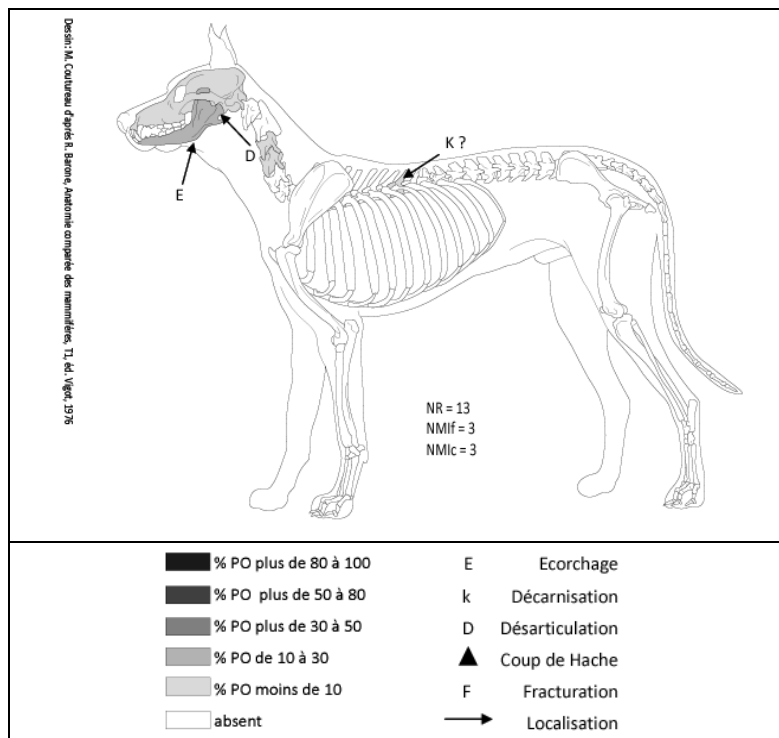 Dessin: M. Coutureau d'après R. Barone, Anatomie comparée des mammifères, T1, éd. Vigot, 1976
K ?
D
E
NR = 13
NMIf = 3
NMIc = 3
% PO plus de 80 à 100
E Ecorchage
% PO plus de 50 à 80
k Décarnisation
% PO plus de 30 à 50
D Désarticulation
% PO de 10 à 30
Coup de Hache
% PO moins de 10
F Fracturation
absent
Localisation